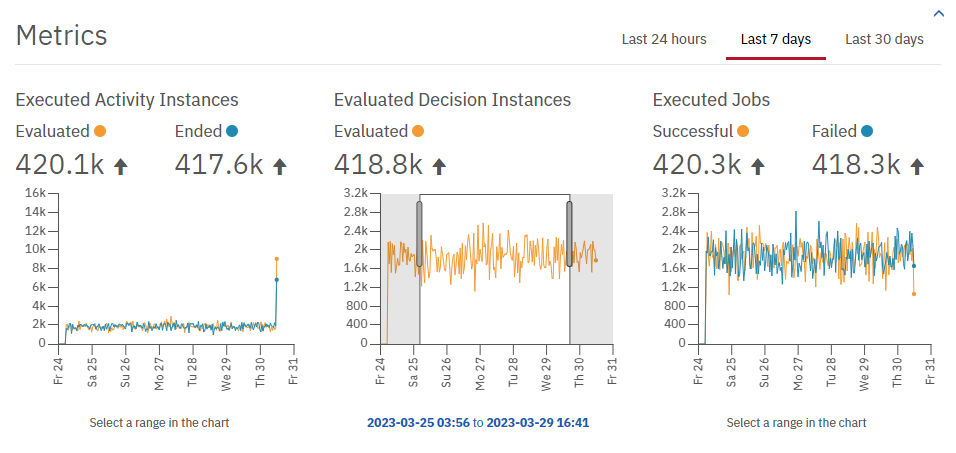 Metrics
Last 24 hours Last 7 days Last 30 days
Executed Activity Instances
Evaluated Ended
420.1k 417.6k
16k
14k
12k
10k
8k
6k
4k
2k
0
Fr 24 Sa 25 Su 26 Mo 27 Tu 28 We 29 Th 30 Fr 31
Select a range in the chart
Evaluated Decision Instances
Evaluated
418.8k
3.2k
2.8k
2.4k
2k
1.6k
1.2k
800
400
0
Fr 24 Sa 25 Su 26 Mo 27 Tu 28 We 29 Th 30 Fr 31
2023-03-25 03:56 to 2023-03-29 16:41
Executed Jobs
Successful Failed
420.3k 418.3k
3.2k
2.8k
2.4k
2k
1.6k
1.2k
800
400
0
Fr 24 Sa 25 Su 26 Mo 27 Tu 28 We 29 Th 30 Fr 31
Select a range in the chart